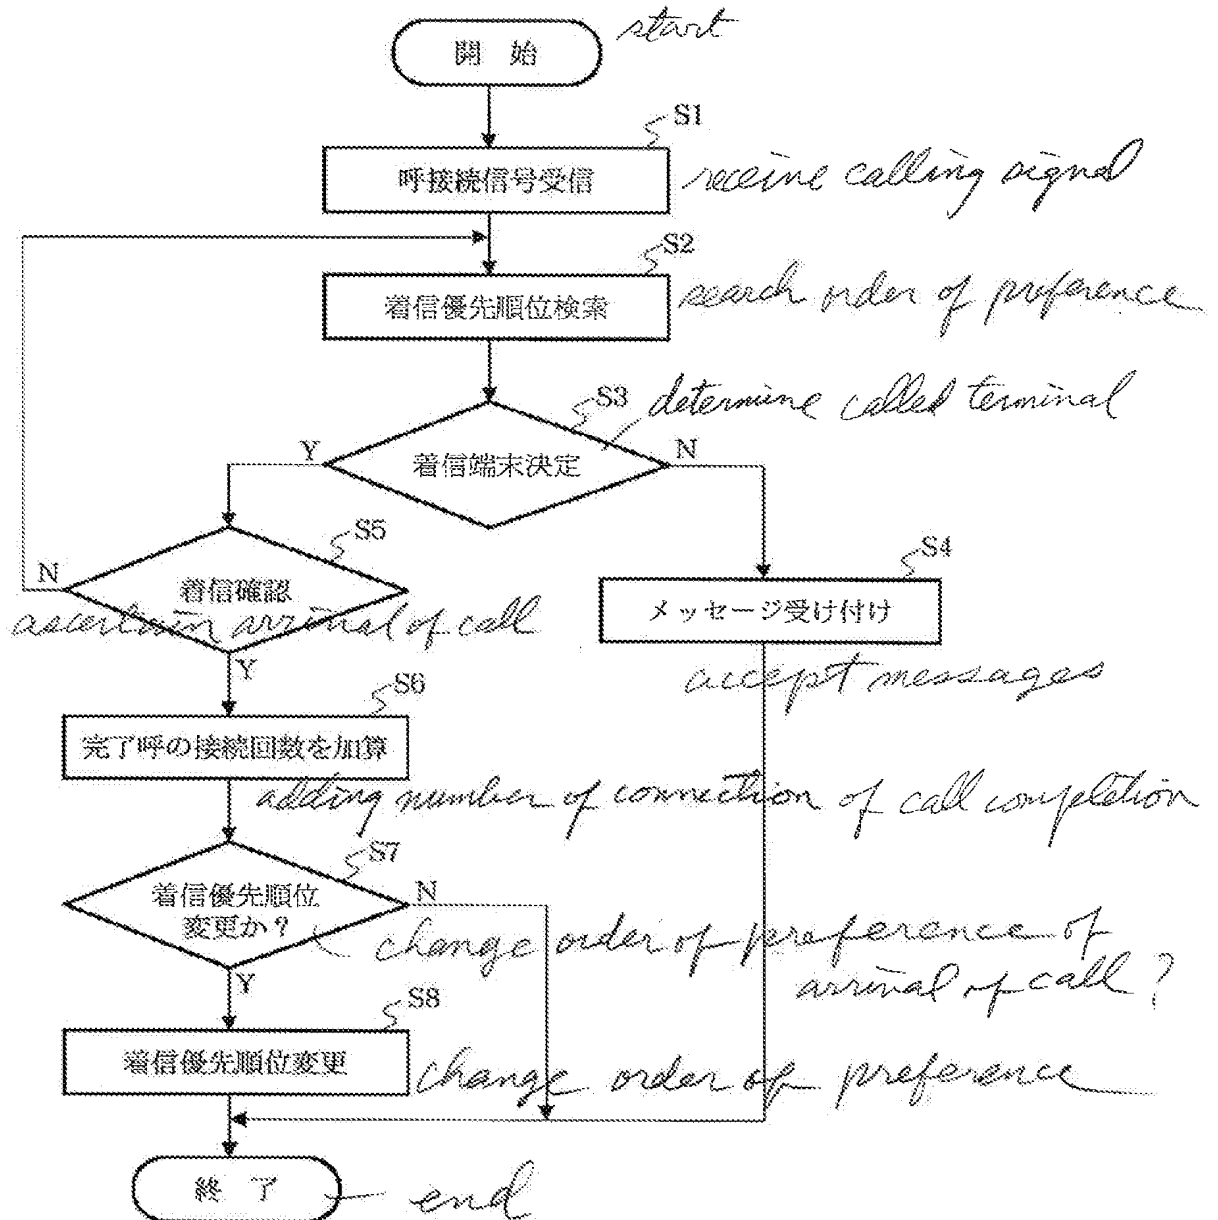 開 始
start
S1
呼接続信号受信
receive calling signal
S2
着信優先順位検索
search order of preference
S3
determine called terminal
Y
着信端末決定
N
S5
S4
N
着信確認
メッセージ受け付け
ascertain arrival of call
Y
accept messages
S6
完了呼の接続回数を加算
adding number of connection of call completion
S7
着信優先順位
変更か?
N
change order of preference of
arrival of call ?
Y
S8
着信優先順位変更
change order of preference
終 了
end